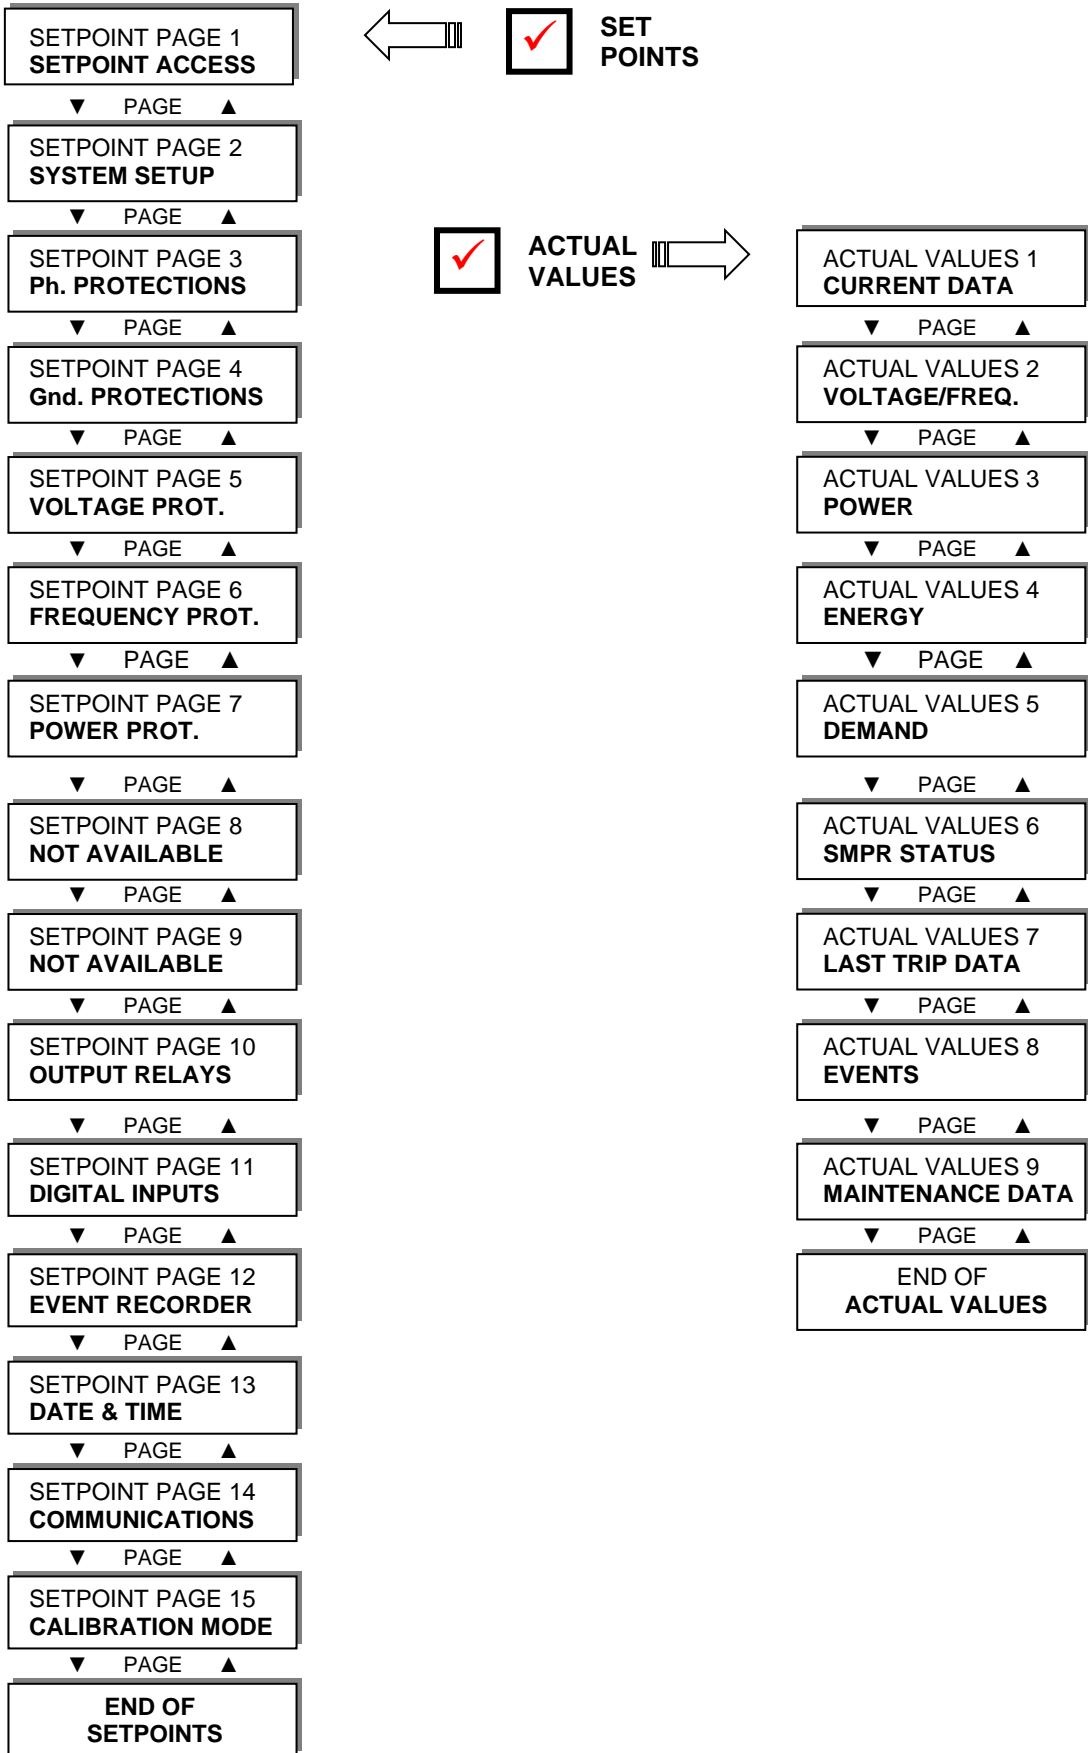 SET
POINTS
SETPOINT PAGE 1
SETPOINT ACCESS
▼ PAGE ▲
SETPOINT PAGE 2
SYSTEM SETUP
▼ PAGE ▲
SETPOINT PAGE 3
Ph. PROTECTIONS
▼ PAGE ▲
SETPOINT PAGE 4
Gnd. PROTECTIONS
▼ PAGE ▲
SETPOINT PAGE 5
VOLTAGE PROT.
▼ PAGE ▲
SETPOINT PAGE 6
FREQUENCY PROT.
▼ PAGE ▲
SETPOINT PAGE 7
POWER PROT.
▼ PAGE ▲
SETPOINT PAGE 8
NOT AVAILABLE
▼ PAGE ▲
SETPOINT PAGE 9
NOT AVAILABLE
▼ PAGE ▲
SETPOINT PAGE 10
OUTPUT RELAYS
▼ PAGE ▲
SETPOINT PAGE 11
DIGITAL INPUTS
▼ PAGE ▲
SETPOINT PAGE 12
EVENT RECORDER
▼ PAGE ▲
SETPOINT PAGE 13
DATE & TIME
▼ PAGE ▲
SETPOINT PAGE 14
COMMUNICATIONS
▼ PAGE ▲
SETPOINT PAGE 15
CALIBRATION MODE
▼ PAGE ▲
END OF
SETPOINTS
ACTUAL
VALUES
ACTUAL VALUES 1
CURRENT DATA
▼ PAGE ▲
ACTUAL VALUES 2
VOLTAGE/FREQ.
▼ PAGE ▲
ACTUAL VALUES 3
POWER
▼ PAGE ▲
ACTUAL VALUES 4
ENERGY
▼ PAGE ▲
ACTUAL VALUES 5
DEMAND
▼ PAGE ▲
ACTUAL VALUES 6
SMPR STATUS
▼ PAGE ▲
ACTUAL VALUES 7
LAST TRIP DATA
▼ PAGE ▲
ACTUAL VALUES 8
EVENTS
▼ PAGE ▲
ACTUAL VALUES 9
MAINTENANCE DATA
▼ PAGE ▲
END OF
ACTUAL VALUES